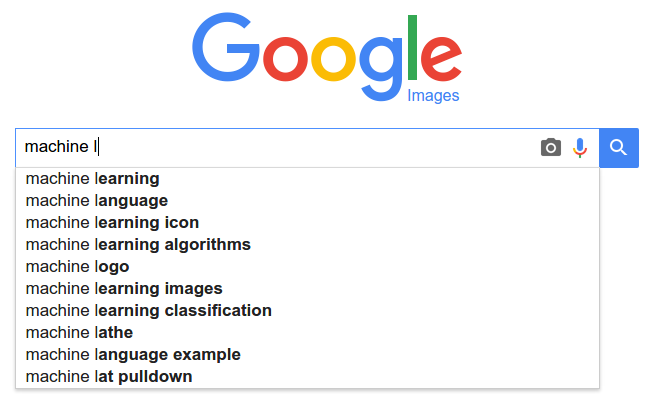 Google
Images
machine l
machine learning
machine language
machine learning icon
machine learning algorithms
machine logo
machine learning images
machine learning classification
machine lathe
machine language example
machine lat pulldown